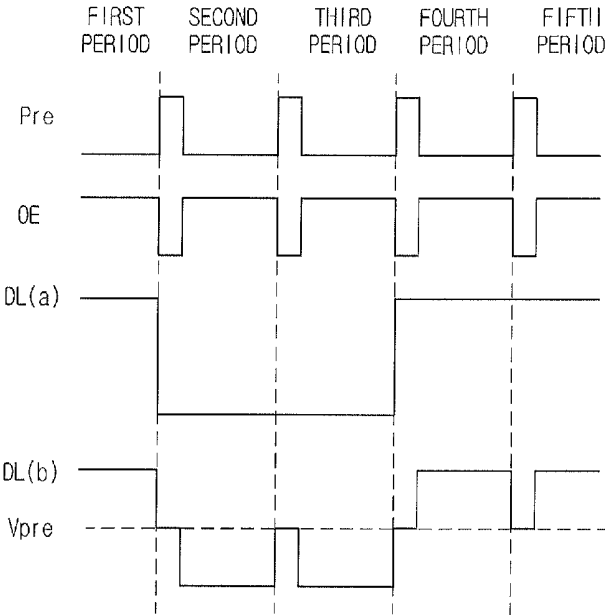 FIRST PERIOD
SECOND PERIOD
THIRD PERIOD
FOURTH PERIOD
FIFTH PERIOD
Pre
OE
DL(a)
DL(b)
Vpre